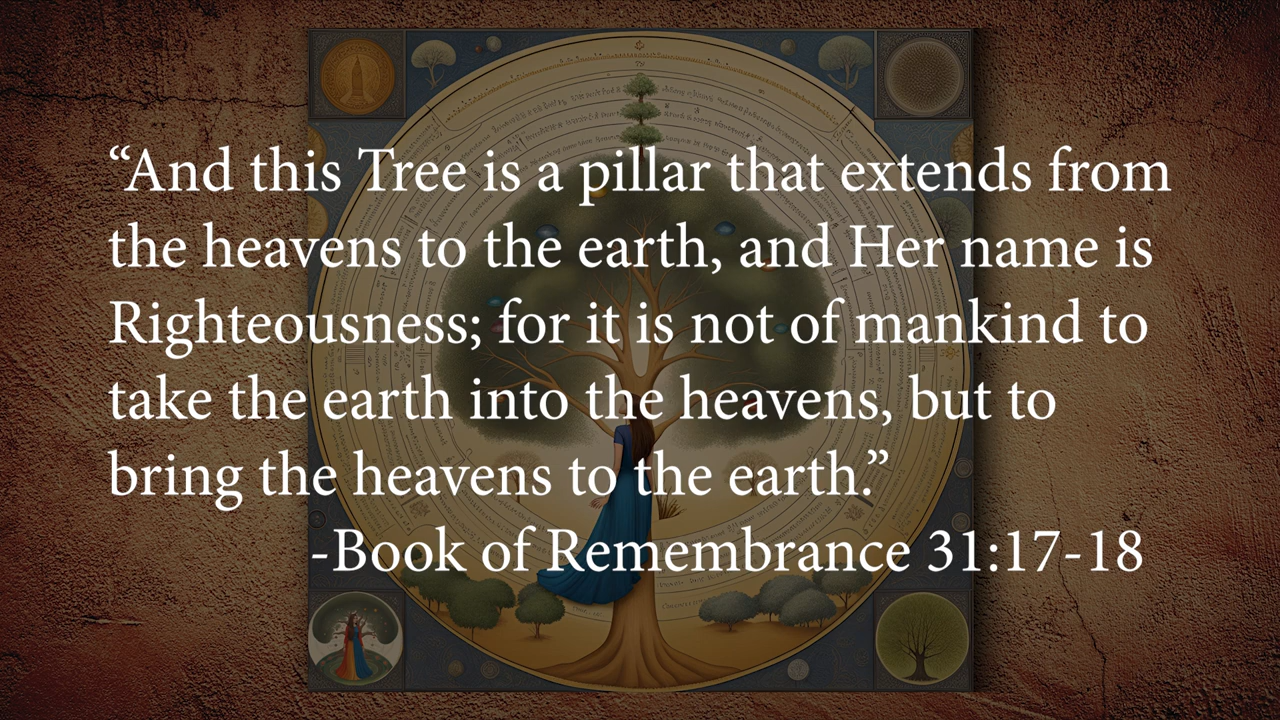 “And this Tree is a pillar that extends from
the heavens to the earth, and Her name is
Righteousness; for it is not of mankind to
take the earth into the heavens, but to
bring the heavens to the earth.”
-Book of Remembrance 31:17-18